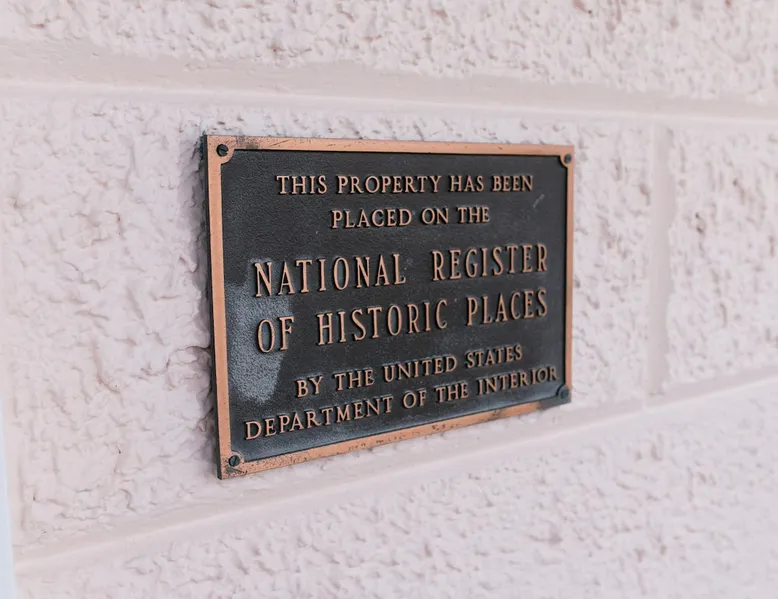 THIS PROPERTY HAS BEEN
PLACED ON THE
NATIONAL REGISTER
OF HISTORIC PLACES
BY THE UNITED STATES
DEPARTMENT OF THE INTERIOR